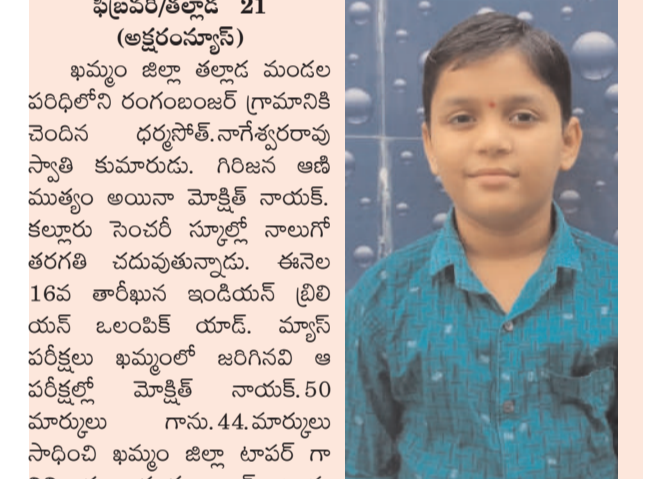 ఫిబ్రవరి/తల్లాడ 21
(అక్షరంన్యూస్)
ఖమ్మం జిల్లా తల్లాడ మండల
పరిధిలోని రంగంబంజర్ గ్రామానికి
చెందిన ధర్మసోత్.నాగేశ్వరరావు
స్వాతి కుమారుడు. గిరిజన ఆణి
ముత్యం అయినా మోక్షిత్ నాయక్.
కల్లూరు సెంచరీ స్కూల్లో నాలుగో
తరగతి చదువుతున్నాడు. ఈనెల
16వ తారీఖున ఇండియన్ బ్రిలి
యన్ ఒలంపిక్ యాడ్. మ్యాస్
పరీక్షలు ఖమ్మంలో జరిగినవి ఆ
పరీక్షల్లో మోక్షిత్ నాయక్.50
మార్కులు గాను.44.మార్కులు
సాధించి ఖమ్మం జిల్లా టాపర్ గా